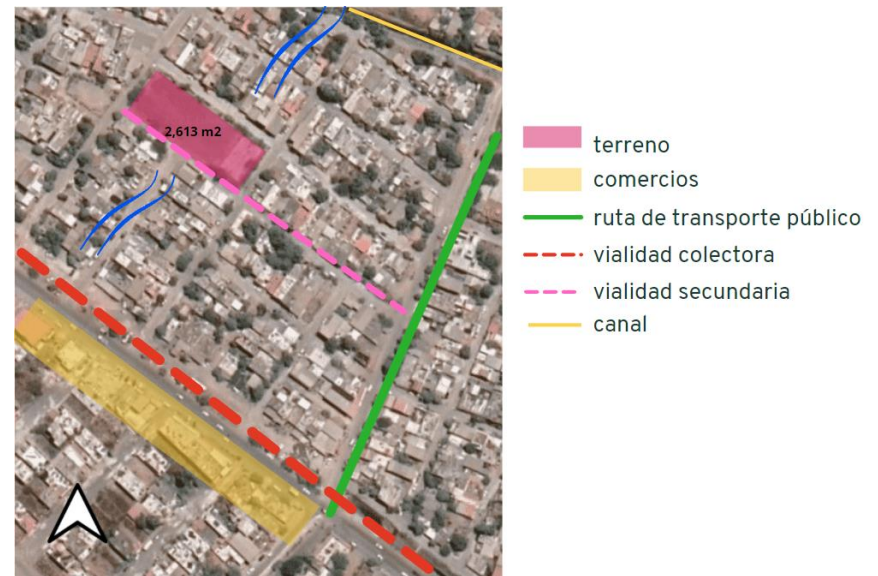 2,613 m2
terreno
comercios
ruta de transporte público
vialidad colectora
vialidad secundaria
canal